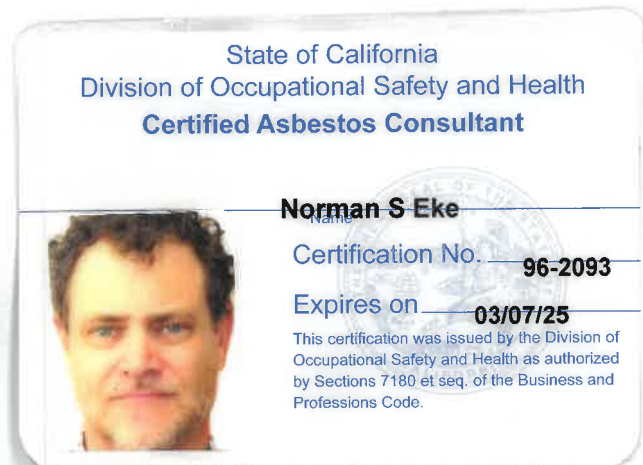 State of California
Division of Occupational Safety and Health
Certified Asbestos Consultant
Norman S Eke
Name
Certification No. 96-2093
Expires on 03/07/25
This certification was issued by the Division of
Occupational Safety and Health as authorized
by Sections 7180 et seq. of the Business and
Professions Code.